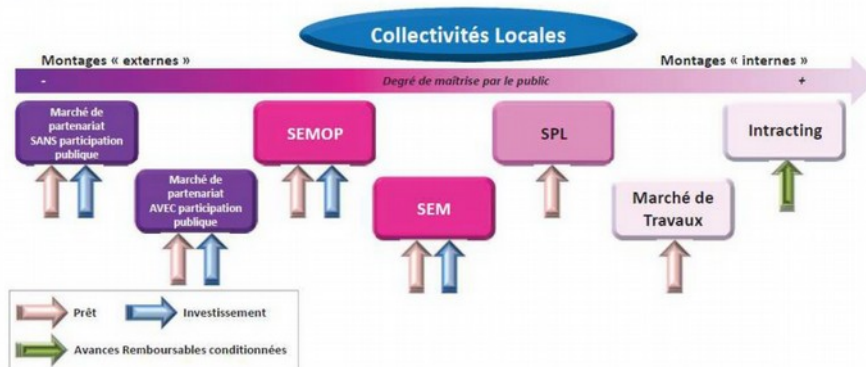 Collectivités Locales
Montages « externes »
Montages « internes »
-
Degré de maîtrise par le public
+
Marché de
partenariat
SANS participation
publique
Marché de
partenariat
AVEC participation
publique
SEMOP
SEM
SPL
Marché de
Travaux
Intracting
Prêt
Investissement
Avances Remboursables conditionnées